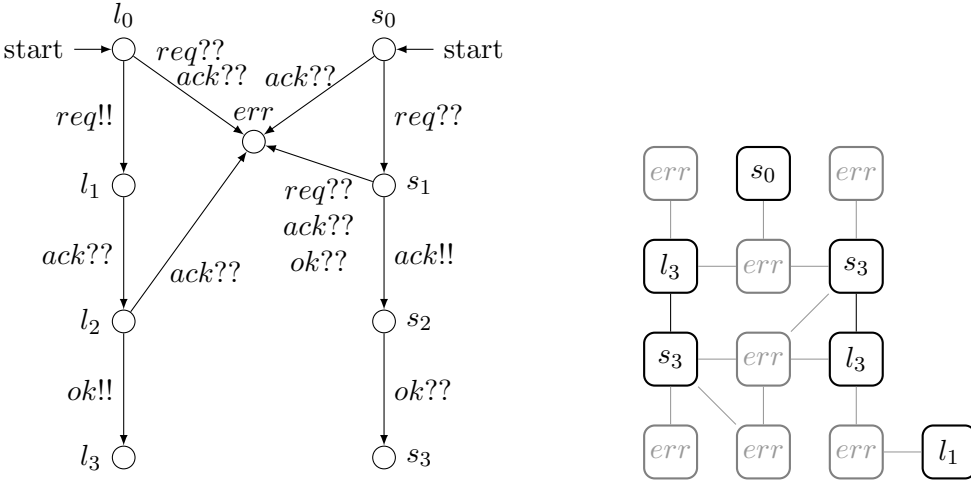 l0 s0
start req?? start
ack?? ack??
err
req!! req??
l1 s1
req??
ack??
ok??
ack?? ack?? ack!!
l2 s2
ok!! ok??
l3 s3
err s0 err
l3 err s3
s3 err l3
err err err l1